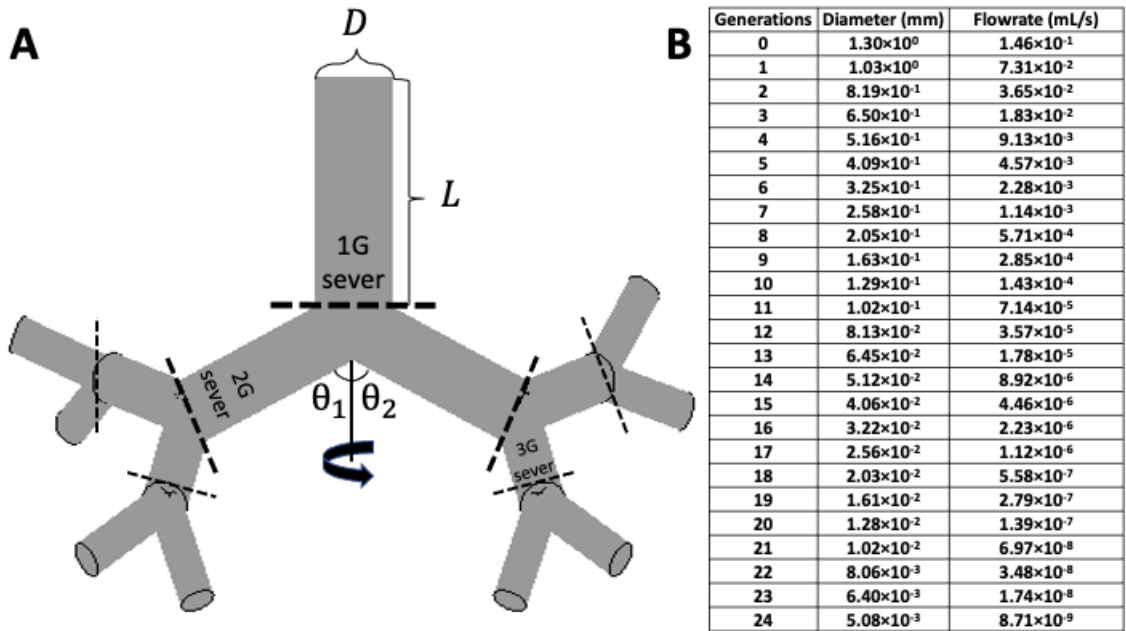 A
D
L
1G
sever
2G
sever
θ₁ θ₂
3G
sever
B
Generations Diameter (mm) Flowrate (mL/s)
0 1.30×10⁰ 1.46×10⁻¹
1 1.03×10⁰ 7.31×10⁻²
2 8.19×10⁻¹ 3.65×10⁻²
3 6.50×10⁻¹ 1.83×10⁻²
4 5.16×10⁻¹ 9.13×10⁻³
5 4.09×10⁻¹ 4.57×10⁻³
6 3.25×10⁻¹ 2.28×10⁻³
7 2.58×10⁻¹ 1.14×10⁻³
8 2.05×10⁻¹ 5.71×10⁻⁴
9 1.63×10⁻¹ 2.85×10⁻⁴
10 1.29×10⁻¹ 1.43×10⁻⁴
11 1.02×10⁻¹ 7.14×10⁻⁵
12 8.13×10⁻² 3.57×10⁻⁵
13 6.45×10⁻² 1.78×10⁻⁵
14 5.12×10⁻² 8.92×10⁻⁶
15 4.06×10⁻² 4.46×10⁻⁶
16 3.22×10⁻² 2.23×10⁻⁶
17 2.56×10⁻² 1.12×10⁻⁶
18 2.03×10⁻² 5.58×10⁻⁷
19 1.61×10⁻² 2.79×10⁻⁷
20 1.28×10⁻² 1.39×10⁻⁷
21 1.02×10⁻² 6.97×10⁻⁸
22 8.06×10⁻³ 3.48×10⁻⁸
23 6.40×10⁻³ 1.74×10⁻⁸
24 5.08×10⁻³ 8.71×10⁻⁹